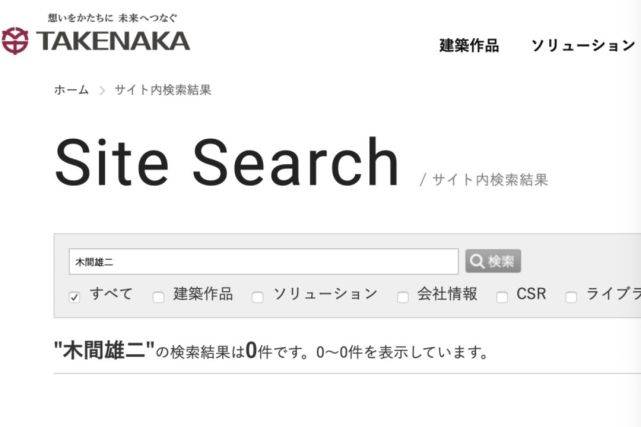 想いをかたちに 未来へつなぐ
TAKENAKA
建築作品 ソリューション
ホーム > サイト内検索結果
Site Search / サイト内検索結果
木間雄二 検索
すべて 建築作品 ソリューション 会社情報 CSR ライブラ
"木間雄二"の検索結果は0件です。0〜0件を表示しています。